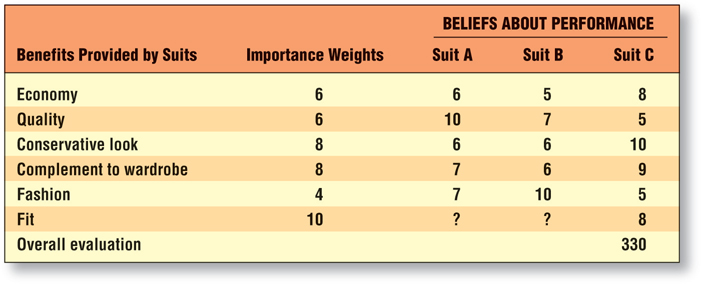 BELIEFS ABOUT PERFORMANCE
Benefits Provided by Suits Importance Weights Suit A Suit B Suit C
Economy 6 6 5 8
Quality 6 10 7 5
Conservative look 8 6 6 10
Complement to wardrobe 8 7 6 9
Fashion 4 7 10 5
Fit 10 ? ? 8
Overall evaluation 330